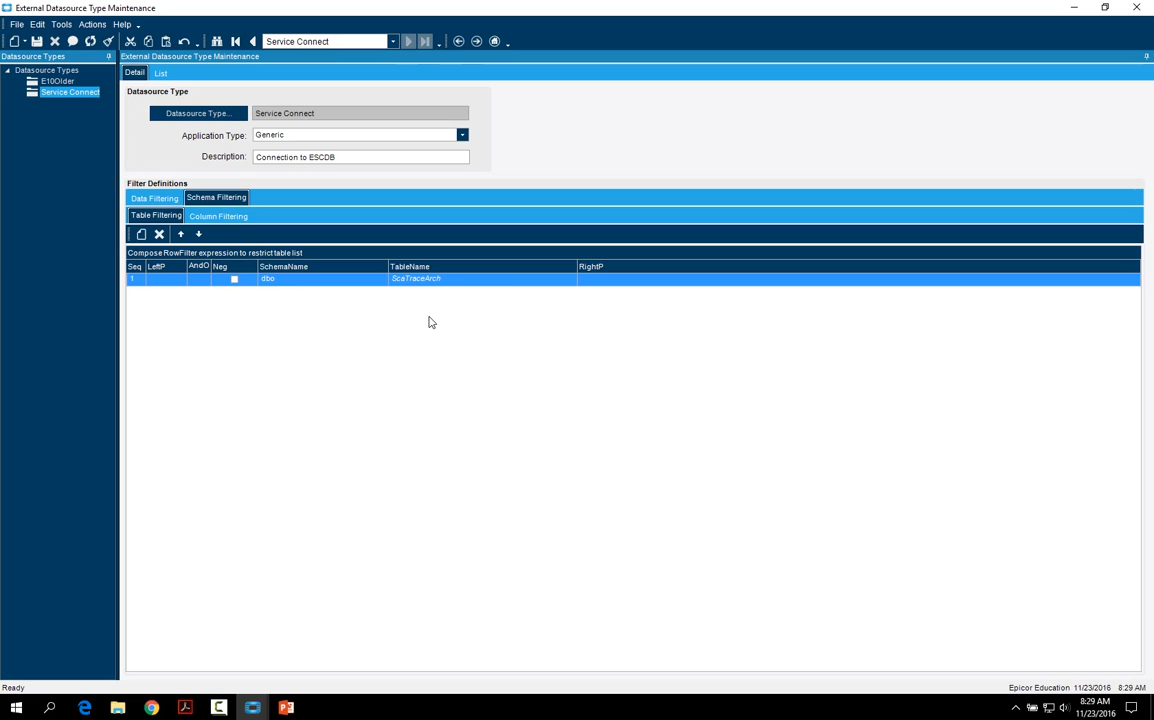 External Datasource Type Maintenance
File Edit Tools Actions Help
Service Connect
Datasource Types
External Datasource Type Maintenance
Datasource Types
E10Older
Service Connect
Detail List
Datasource Type
Datasource Type... Service Connect
Application Type: Generic
Description: Connection to ESCDB
Filter Definitions
Data Filtering Schema Filtering
Table Filtering Column Filtering
Compose RowFilter expression to restrict table list
Seq LeftP AndO Neg SchemaName TableName RightP
1 dbo ScaTraceArch
Ready Epicor Education 11/23/2016 8:29 AM
8:29 AM
11/23/2016